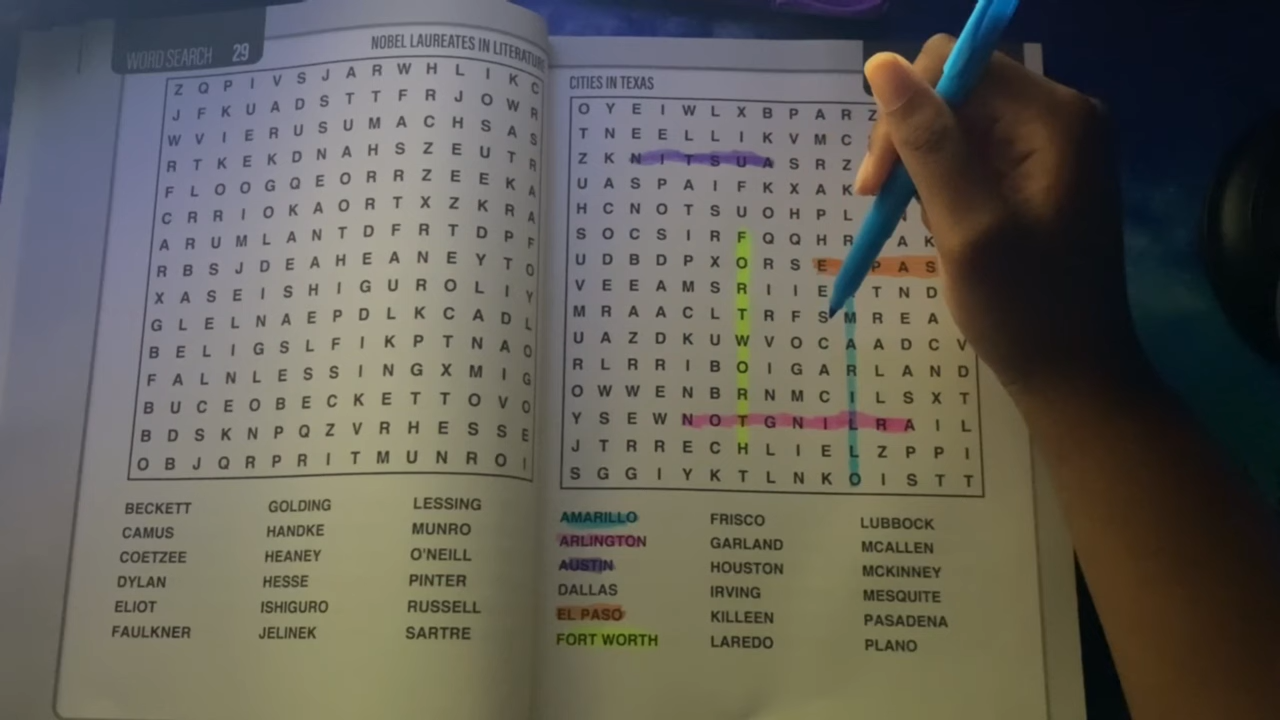 WORD SEARCH 29
NOBEL LAUREATES IN LITERATURE
Z Q P I V S J A R W H L I K C
J F K U A D S T T F R J O W R
W V I E R U S U M A C H S A S
R T K E K D N A H S Z E U T R
F L O O G Q E O R R Z E E K A
C R R I O K A O R T X Z K R A
A R U M L A N T D F R T D P F
R B S J D E A H E A N E Y T O
X A S E I S H I G U R O L I Y
G L E L N A E P D L K C A D L
B E L I G S L F I K P T N A O
F A L N L E S S I N G X M I G
B U C E O B E C K E T T O V O
B D S K N P Q Z V R H E S S E
O B J Q R P R I T M U N R O I
BECKETT GOLDING LESSING
CAMUS HANDKE MUNRO
COETZEE HEANEY O'NEILL
DYLAN HESSE PINTER
ELIOT ISHIGURO RUSSELL
FAULKNER JELINEK SARTRE
CITIES IN TEXAS
O Y E I W L X B P A R Z
T N E E L L I K V M C
Z K N I T S U A S R Z
U A S P A I F K X A K
H C N O T S U O H P L N
S O C S I R F Q Q H R A K
U D B D P X O R S E P A S
V E E A M S R I I E T N D
M R A A C L T R F S M R E A
U A Z D K U W V O C A A D C V
R L R R I B O I G A R L A N D
O W W E N B R N M C I L S X T
Y S E W N O T G N I L R A I L
J T R R E C H L I E L Z P P I
S G G I Y K T L N K O I S T T
AMARILLO FRISCO LUBBOCK
ARLINGTON GARLAND MCALLEN
AUSTIN HOUSTON MCKINNEY
DALLAS IRVING MESQUITE
EL PASO KILLEEN PASADENA
FORT WORTH LAREDO PLANO